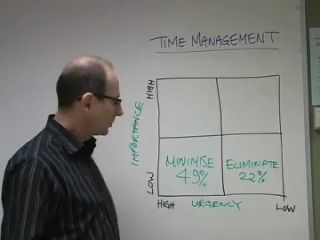 TIME MANAGEMENT
HIGH
IMPORTANCE
LOW
MINIMISE
49%
ELIMINATE
22%
HIGH
URGENCY
LOW